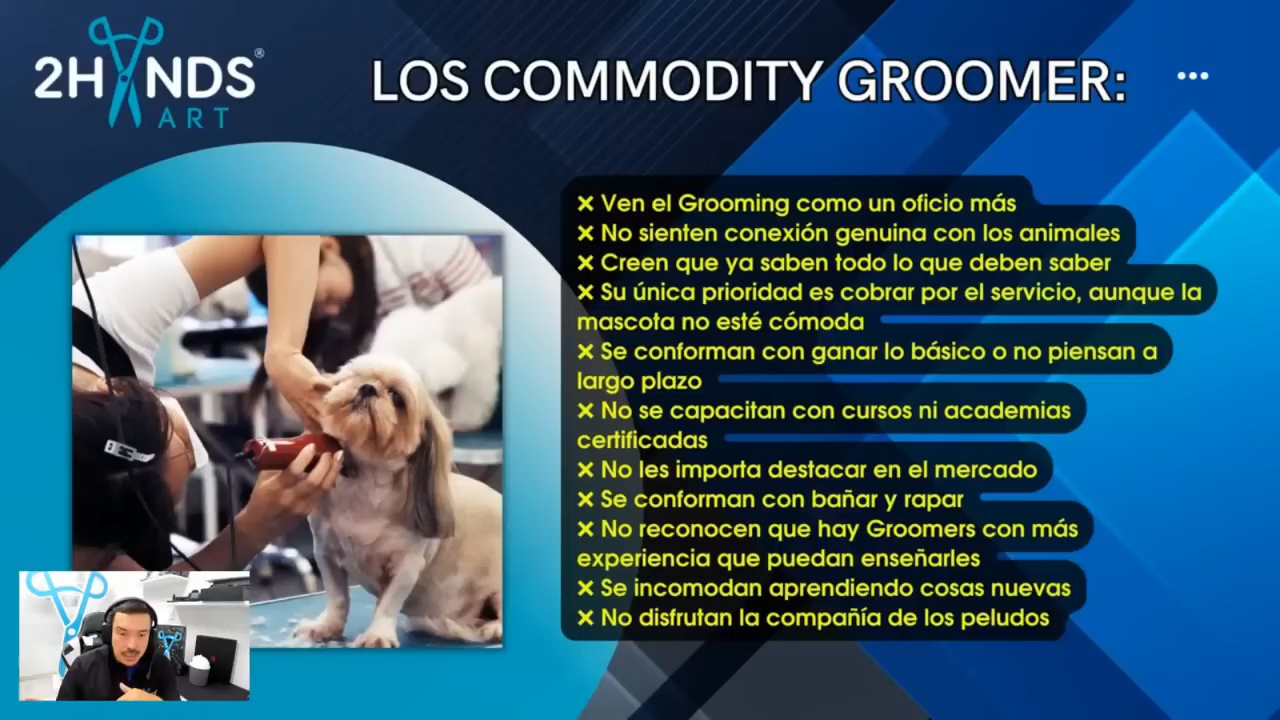 2HANDS®
ART
LOS COMMODITY GROOMER:
❌ Ven el Grooming como un oficio más
❌ No sienten conexión genuina con los animales
❌ Creen que ya saben todo lo que deben saber
❌ Su única prioridad es cobrar por el servicio, aunque la
mascota no esté cómoda
❌ Se conforman con ganar lo básico o no piensan a
largo plazo
❌ No se capacitan con cursos ni academias
certificadas
❌ No les importa destacar en el mercado
❌ Se conforman con bañar y rapar
❌ No reconocen que hay Groomers con más
experiencia que puedan enseñarles
❌ Se incomodan aprendiendo cosas nuevas
❌ No disfrutan la compañía de los peludos